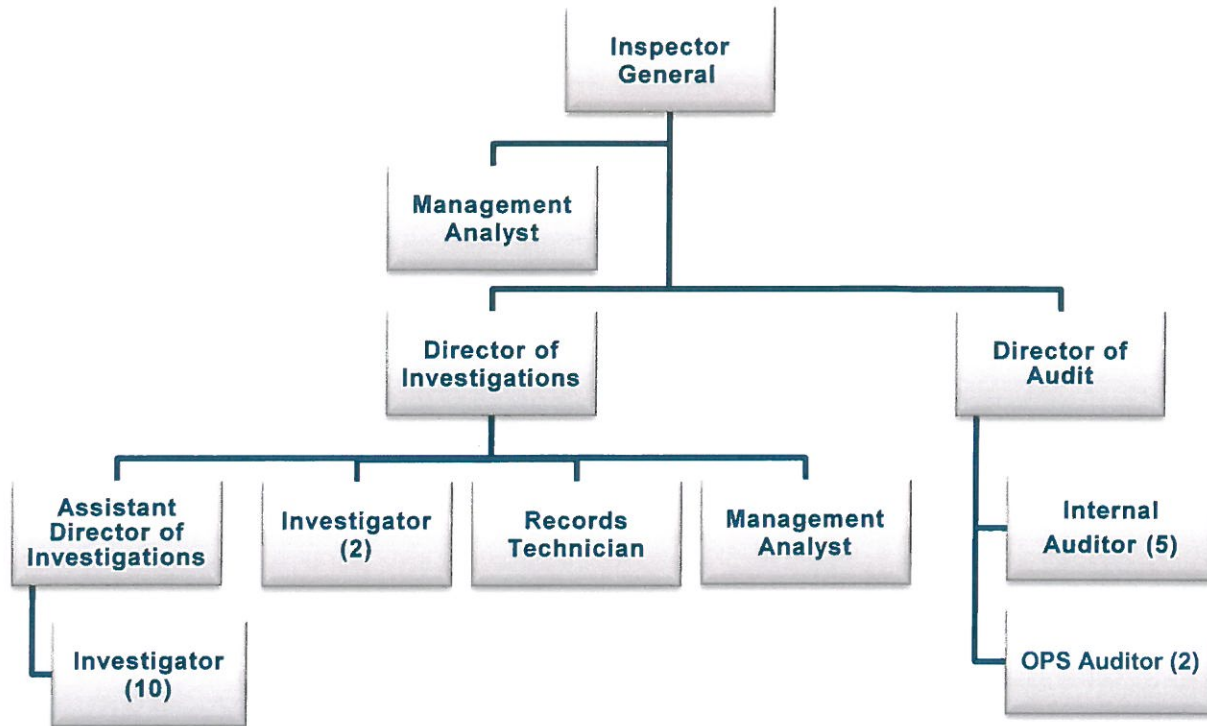 Inspector
General
Management
Analyst
Director of
Investigations
Director of
Audit
Assistant
Director of
Investigations
Investigator
(2)
Records
Technician
Management
Analyst
Internal
Auditor (5)
Investigator
(10)
OPS Auditor (2)